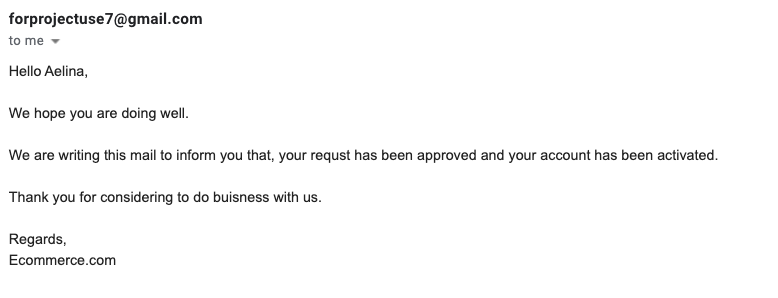 forprojectuse7@gmail.com
to me
Hello Aelina,
We hope you are doing well.
We are writing this mail to inform you that, your requst has been approved and your account has been activated.
Thank you for considering to do buisness with us.
Regards,
Ecommerce.com